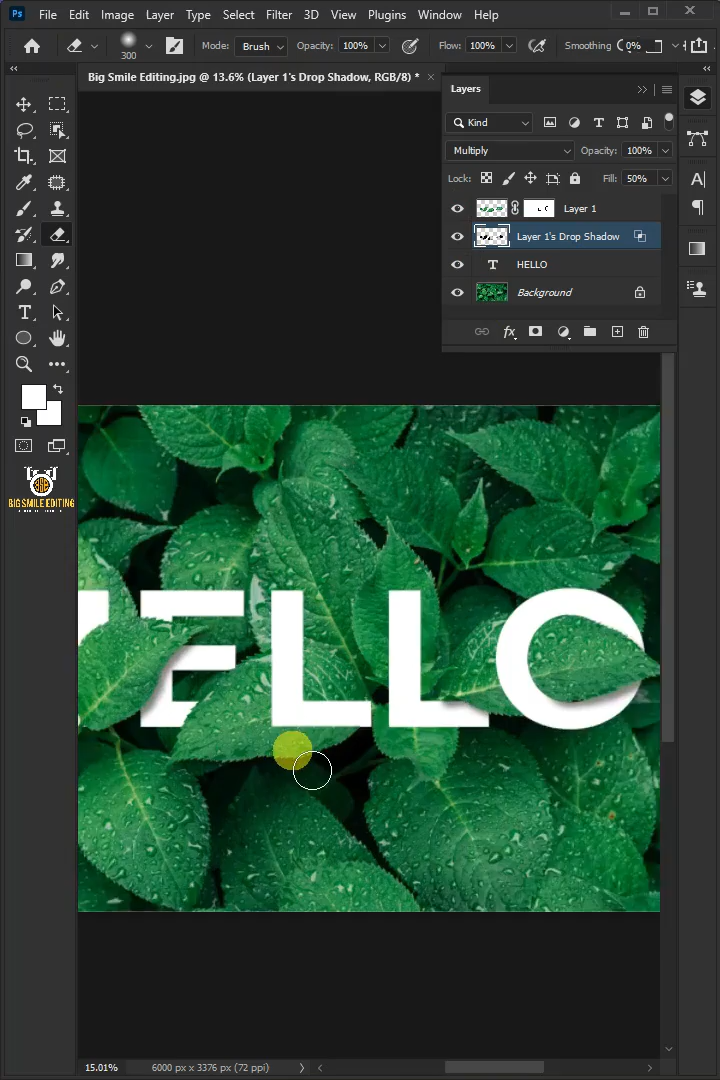 Ps File Edit Image Layer Type Select Filter 3D View Plugins Window Help
300 Mode: Brush Opacity: 100% Flow: 100% Smoothing 0%
Big Smile Editing.jpg @ 13.6% (Layer 1's Drop Shadow, RGB/8) *
Layers
Kind
Multiply Opacity: 100%
Lock: Fill: 50%
Layer 1
Layer 1's Drop Shadow
T HELLO
Background
fx
BIG SMILE EDITING
HELLO
15.01% 6000 px x 3376 px (72 ppi)